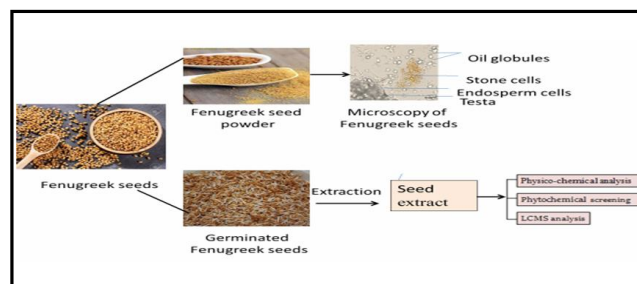 Oil globules
Stone cells
Endosperm cells
Testa
Fenugreek seed
powder
Microscopy of
Fenugreek seeds
Fenugreek seeds
Extraction
Seed
extract
Physico-chemical analysis
Phytochemical screening
LCMS analysis
Germinated
Fenugreek seeds